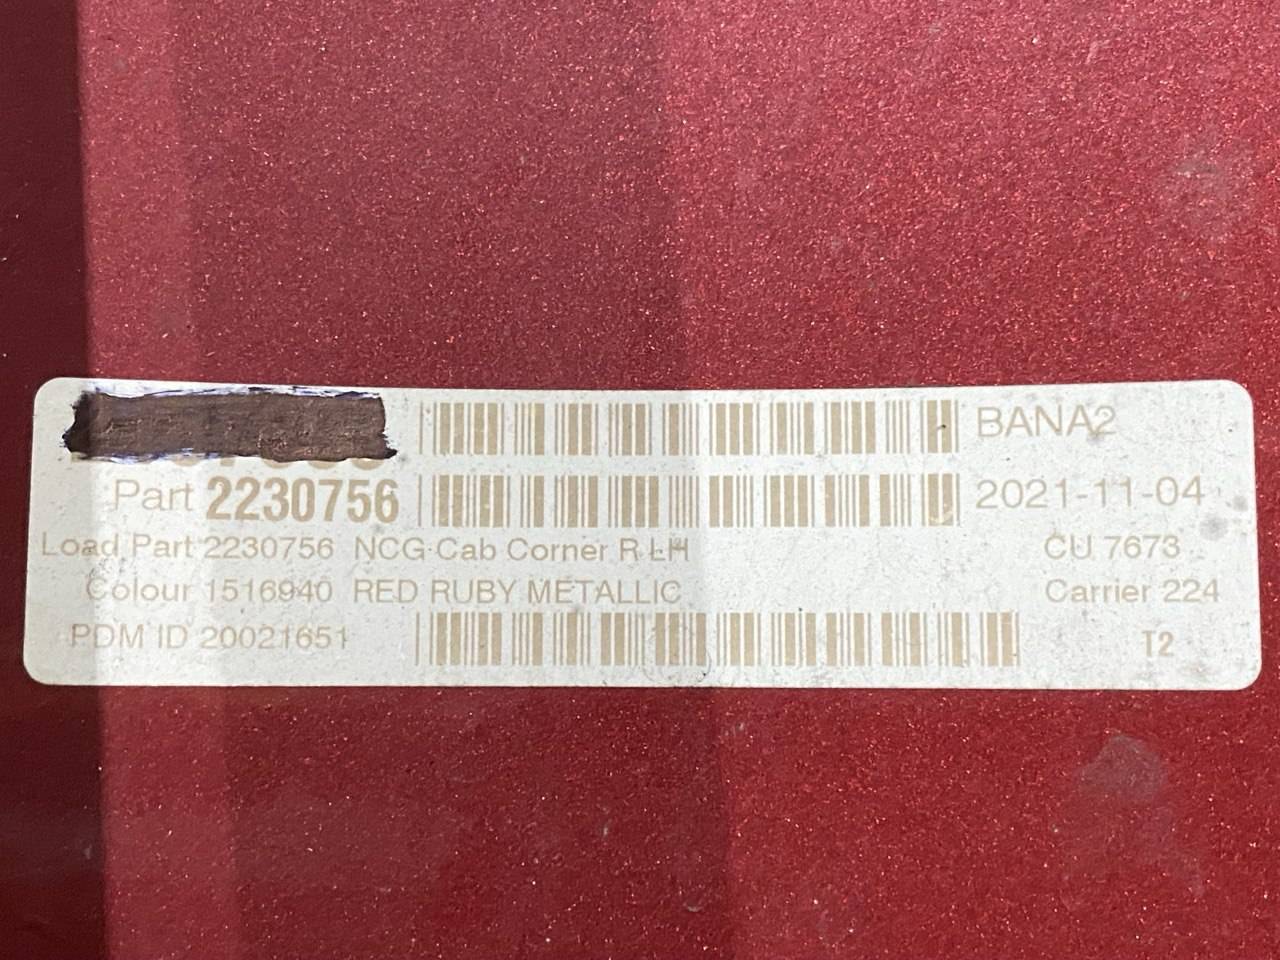 BANA2
Part 2230756 2021-11-04
Load Part 2230756 NCG Cab Corner R LH CU 7673
Colour 1516940 RED RUBY METALLIC Carrier 224
PDM ID 20021651 T2